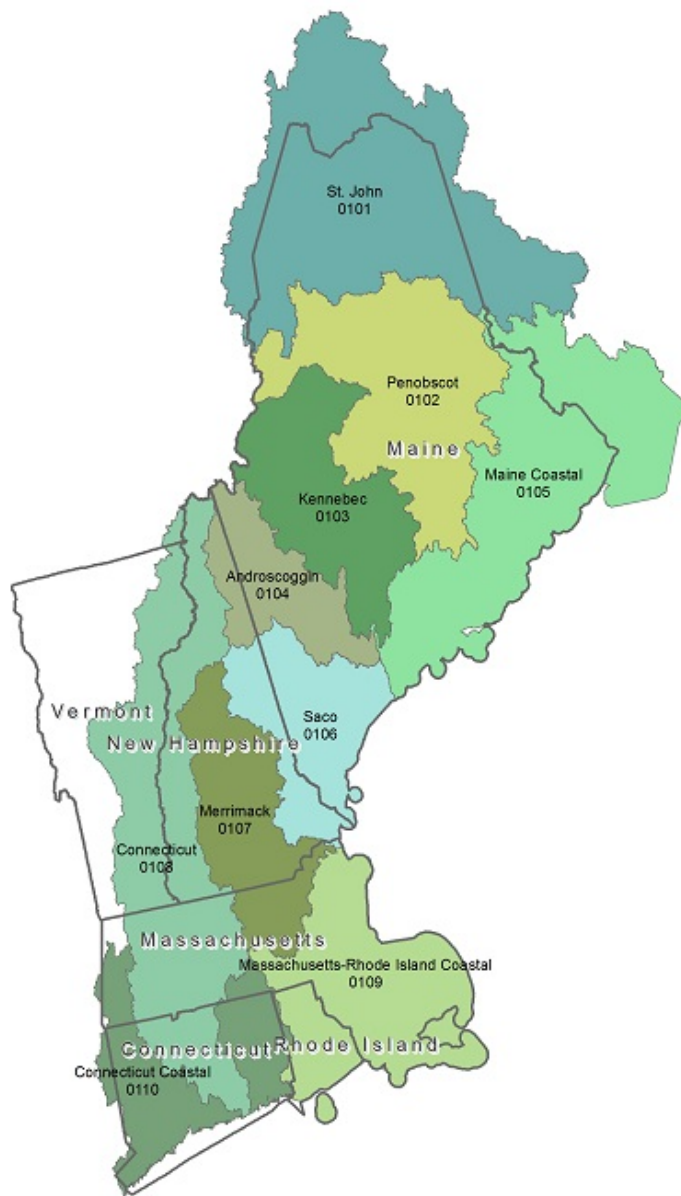 St. John
0101
Penobscot
0102
Maine
Maine Coastal
0105
Kennebec
0103
Androscoggin
0104
Vermont
New Hampshire
Saco
0106
Merrimack
0107
Connecticut
0108
Massachusetts
Massachusetts-Rhode Island Coastal
0109
Connecticut
Rhode Island
Connecticut Coastal
0110